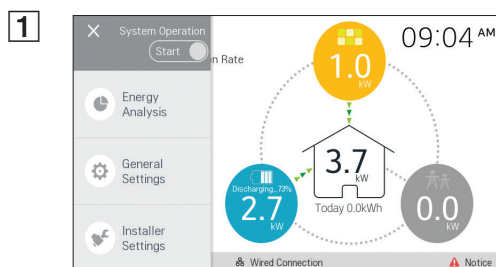 1
System Operation
Start
n Rate
Energy
Analysis
General
Settings
Installer
Settings
09:04 AM
1.0
kW
3.7
kW
Discharging..73%
2.7
kW
Today 0.0kWh
0.0
kW
Wired Connection
Notice